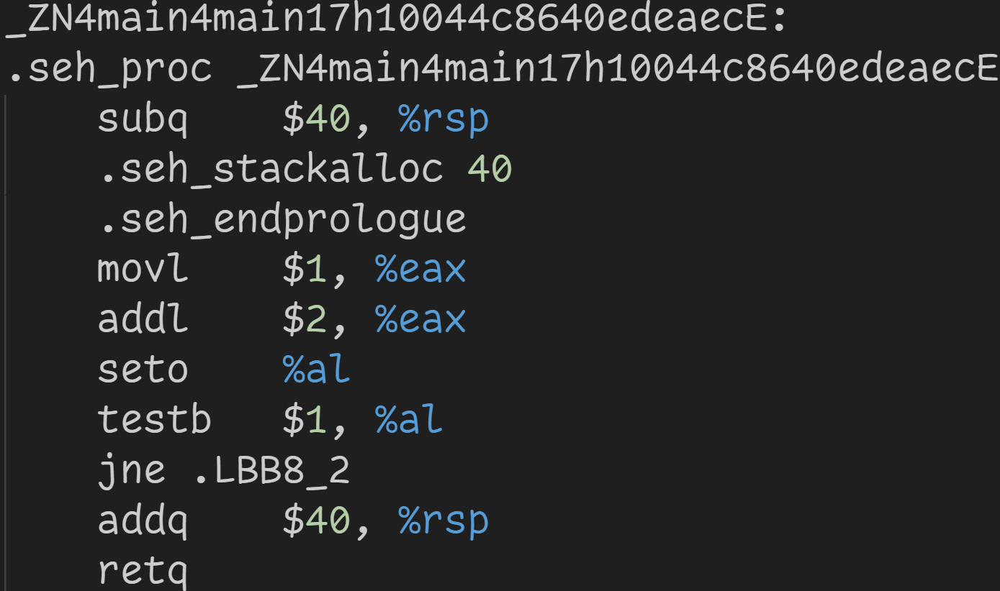 _ZN4main4main17h10044c8640edeaecE:
.seh_proc _ZN4main4main17h10044c8640edeaecE
subq $40, %rsp
.seh_stackalloc 40
.seh_endprologue
movl $1, %eax
addl $2, %eax
seto %al
testb $1, %al
jne .LBB8_2
addq $40, %rsp
retq